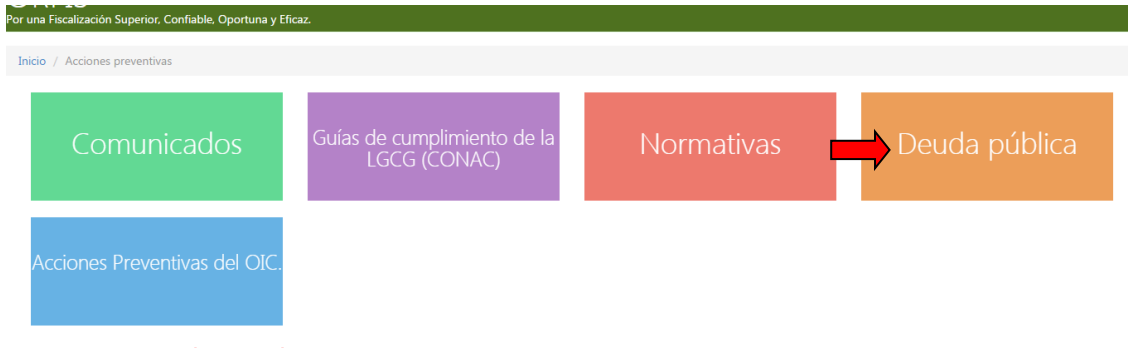 Por una Fiscalización Superior, Confiable, Oportuna y Eficaz.
Inicio / Acciones preventivas
Comunicados
Guías de cumplimiento de la
LGCG (CONAC)
Normativas
Deuda pública
Acciones Preventivas del OIC.